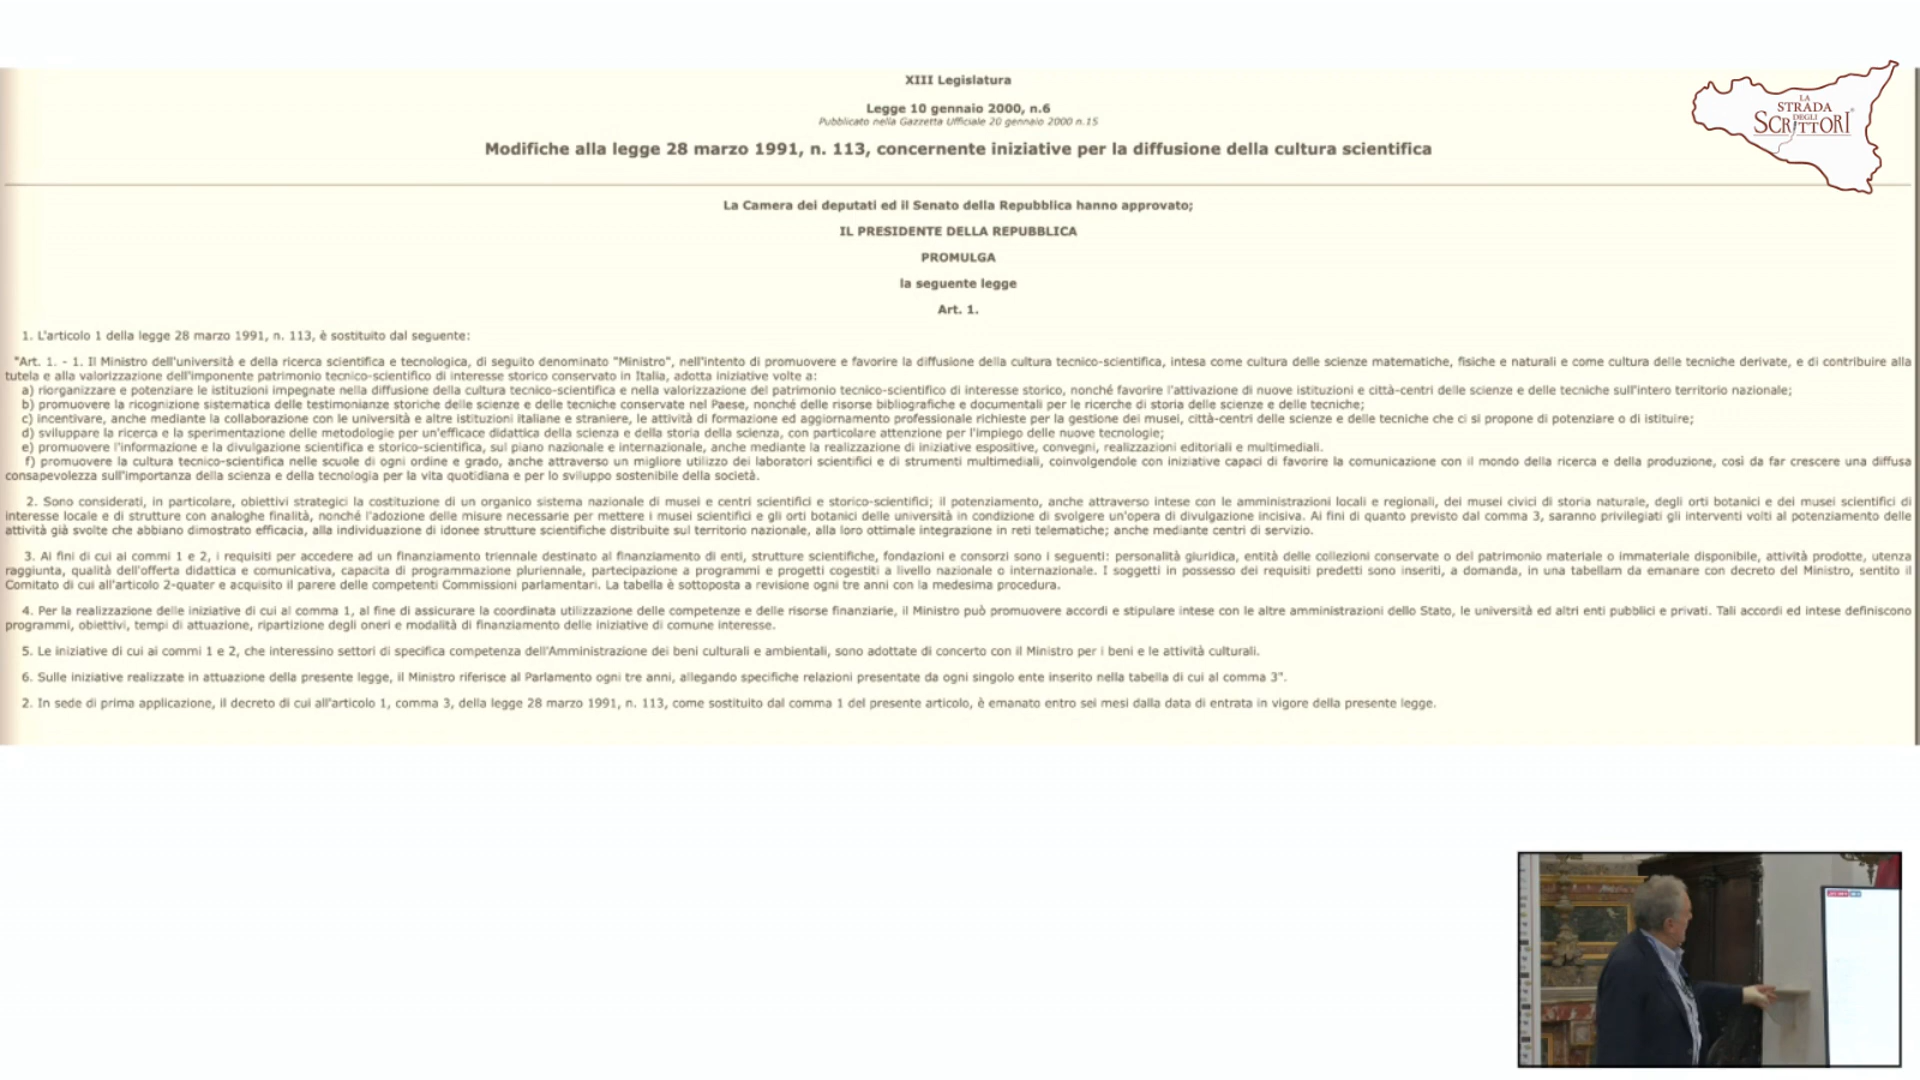 XIII Legislatura
Legge 10 gennaio 2000, n.6
Pubblicato nella Gazzetta Ufficiale 20 gennaio 2000 n.15
Modifiche alla legge 28 marzo 1991, n. 113, concernente iniziative per la diffusione della cultura scientifica
LA
STRADA
DEGLI
SCRITTORI
La Camera dei deputati ed il Senato della Repubblica hanno approvato;
IL PRESIDENTE DELLA REPUBBLICA
PROMULGA
la seguente legge
Art. 1.
1. L'articolo 1 della legge 28 marzo 1991, n. 113, è sostituito dal seguente:
"Art. 1. - 1. Il Ministro dell'università e della ricerca scientifica e tecnologica, di seguito denominato "Ministro", nell'intento di promuovere e favorire la diffusione della cultura tecnico-scientifica, intesa come cultura delle scienze matematiche, fisiche e naturali e come cultura delle tecniche derivate, e di contribuire alla
tutela e alla valorizzazione dell'imponente patrimonio tecnico-scientifico di interesse storico conservato in Italia, adotta iniziative volte a:
a) riorganizzare e potenziare le istituzioni impegnate nella diffusione della cultura tecnico-scientifica e nella valorizzazione del patrimonio tecnico-scientifico di interesse storico, nonché favorire l'attivazione di nuove istituzioni e città-centri delle scienze e delle tecniche sull'intero territorio nazionale;
b) promuovere la ricognizione sistematica delle testimonianze storiche delle scienze e delle tecniche conservate nel Paese, nonché delle risorse bibliografiche e documentali per le ricerche di storia delle scienze e delle tecniche;
c) incentivare, anche mediante la collaborazione con le università e altre istituzioni italiane e straniere, le attività di formazione ed aggiornamento professionale richieste per la gestione dei musei, città-centri delle scienze e delle tecniche che ci si propone di potenziare o di istituire;
d) sviluppare la ricerca e la sperimentazione delle metodologie per un'efficace didattica della scienza e della storia della scienza, con particolare attenzione per l'impiego delle nuove tecnologie;
e) promuovere l'informazione e la divulgazione scientifica e storico-scientifica, sul piano nazionale e internazionale, anche mediante la realizzazione di iniziative espositive, convegni, realizzazioni editoriali e multimediali.
f) promuovere la cultura tecnico-scientifica nelle scuole di ogni ordine e grado, anche attraverso un migliore utilizzo dei laboratori scientifici e di strumenti multimediali, coinvolgendole con iniziative capaci di favorire la comunicazione con il mondo della ricerca e della produzione, così da far crescere una diffusa
consapevolezza sull'importanza della scienza e della tecnologia per la vita quotidiana e per lo sviluppo sostenibile della società.
2. Sono considerati, in particolare, obiettivi strategici la costituzione di un organico sistema nazionale di musei e centri scientifici e storico-scientifici; il potenziamento, anche attraverso intese con le amministrazioni locali e regionali, dei musei civici di storia naturale, degli orti botanici e dei musei scientifici di
interesse locale e di strutture con analoghe finalità, nonché l'adozione delle misure necessarie per mettere i musei scientifici e gli orti botanici delle università in condizione di svolgere un'opera di divulgazione incisiva. Ai fini di quanto previsto dal comma 3, saranno privilegiati gli interventi volti al potenziamento delle
attività già svolte che abbiano dimostrato efficacia, alla individuazione di idonee strutture scientifiche distribuite sul territorio nazionale, alla loro ottimale integrazione in reti telematiche; anche mediante centri di servizio.
3. Ai fini di cui ai commi 1 e 2, i requisiti per accedere ad un finanziamento triennale destinato al finanziamento di enti, strutture scientifiche, fondazioni e consorzi sono i seguenti: personalità giuridica, entità delle collezioni conservate o del patrimonio materiale o immateriale disponibile, attività prodotte, utenza
raggiunta, qualità dell'offerta didattica e comunicativa, capacita di programmazione pluriennale, partecipazione a programmi e progetti cogestiti a livello nazionale o internazionale. I soggetti in possesso dei requisiti predetti sono inseriti, a domanda, in una tabellam da emanare con decreto del Ministro, sentito il
Comitato di cui all'articolo 2-quater e acquisito il parere delle competenti Commissioni parlamentari. La tabella è sottoposta a revisione ogni tre anni con la medesima procedura.
4. Per la realizzazione delle iniziative di cui al comma 1, al fine di assicurare la coordinata utilizzazione delle competenze e delle risorse finanziarie, il Ministro può promuovere accordi e stipulare intese con le altre amministrazioni dello Stato, le università ed altri enti pubblici e privati. Tali accordi ed intese definiscono
programmi, obiettivi, tempi di attuazione, ripartizione degli oneri e modalità di finanziamento delle iniziative di comune interesse.
5. Le iniziative di cui ai commi 1 e 2, che interessino settori di specifica competenza dell'Amministrazione dei beni culturali e ambientali, sono adottate di concerto con il Ministro per i beni e le attività culturali.
6. Sulle iniziative realizzate in attuazione della presente legge, il Ministro riferisce al Parlamento ogni tre anni, allegando specifiche relazioni presentate da ogni singolo ente inserito nella tabella di cui al comma 3".
2. In sede di prima applicazione, il decreto di cui all'articolo 1, comma 3, della legge 28 marzo 1991, n. 113, come sostituito dal comma 1 del presente articolo, è emanato entro sei mesi dalla data di entrata in vigore della presente legge.